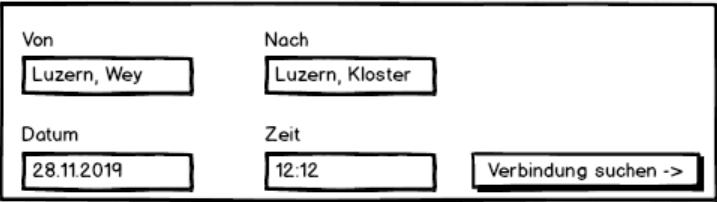 Von
Nach
Luzern, Wey
Luzern, Kloster
Datum
Zeit
28.11.2019
12:12
Verbindung suchen ->